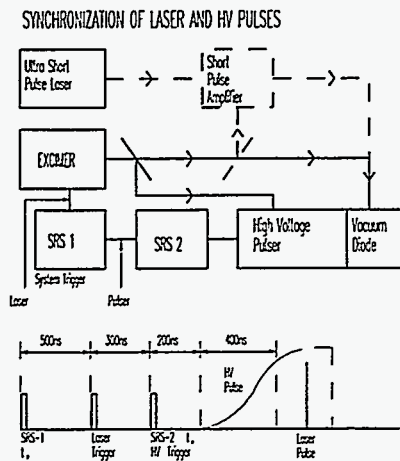 SYNCHRONIZATION OF LASER AND HV PULSES
Ultra Short
Pulse Laser
Short
Pulse
Amplifier
EXCIMER
SRS 1
SRS 2
High Voltage
Pulser
Vacuum
Diode
System Trigger
Laser
Pulser
500ns
300ns
200ns
400ns
HV
Pulse
SRS-1
t,
Laser
Trigger
SRS-2 t,
HV Trigger
Laser
Pulse